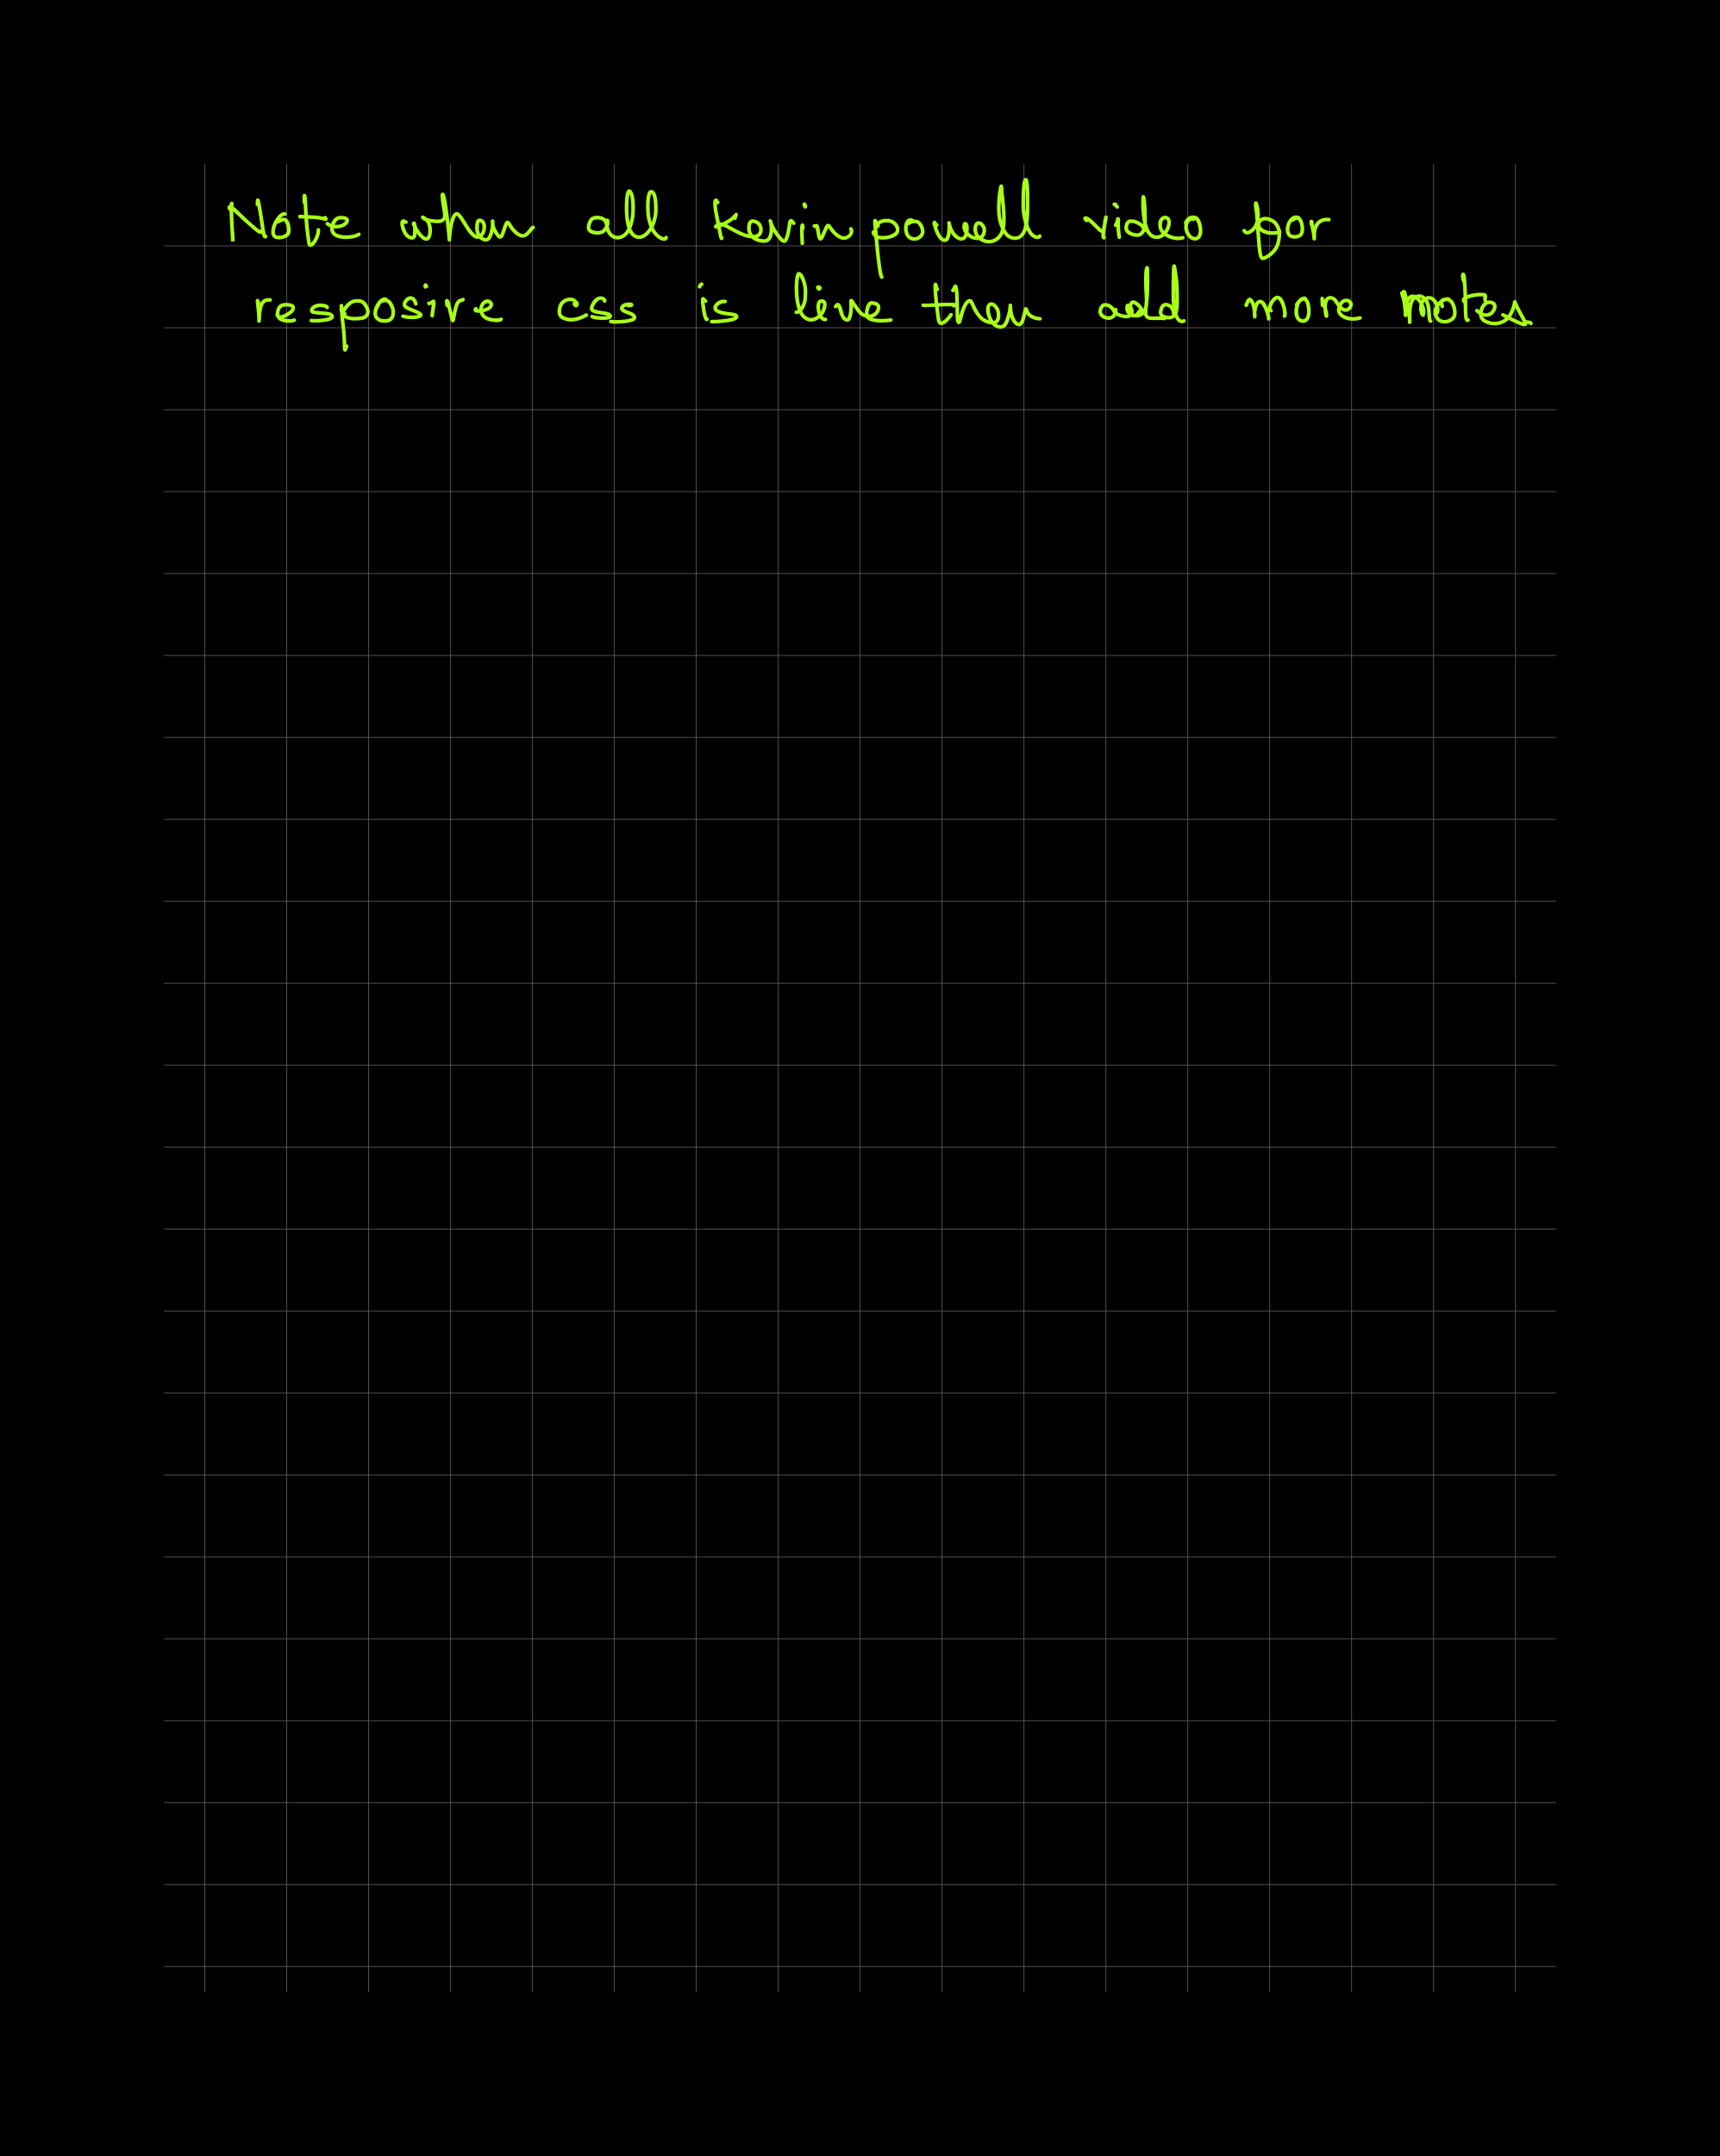 Note when all Kevin powell video for
resposive css is live then add more notes